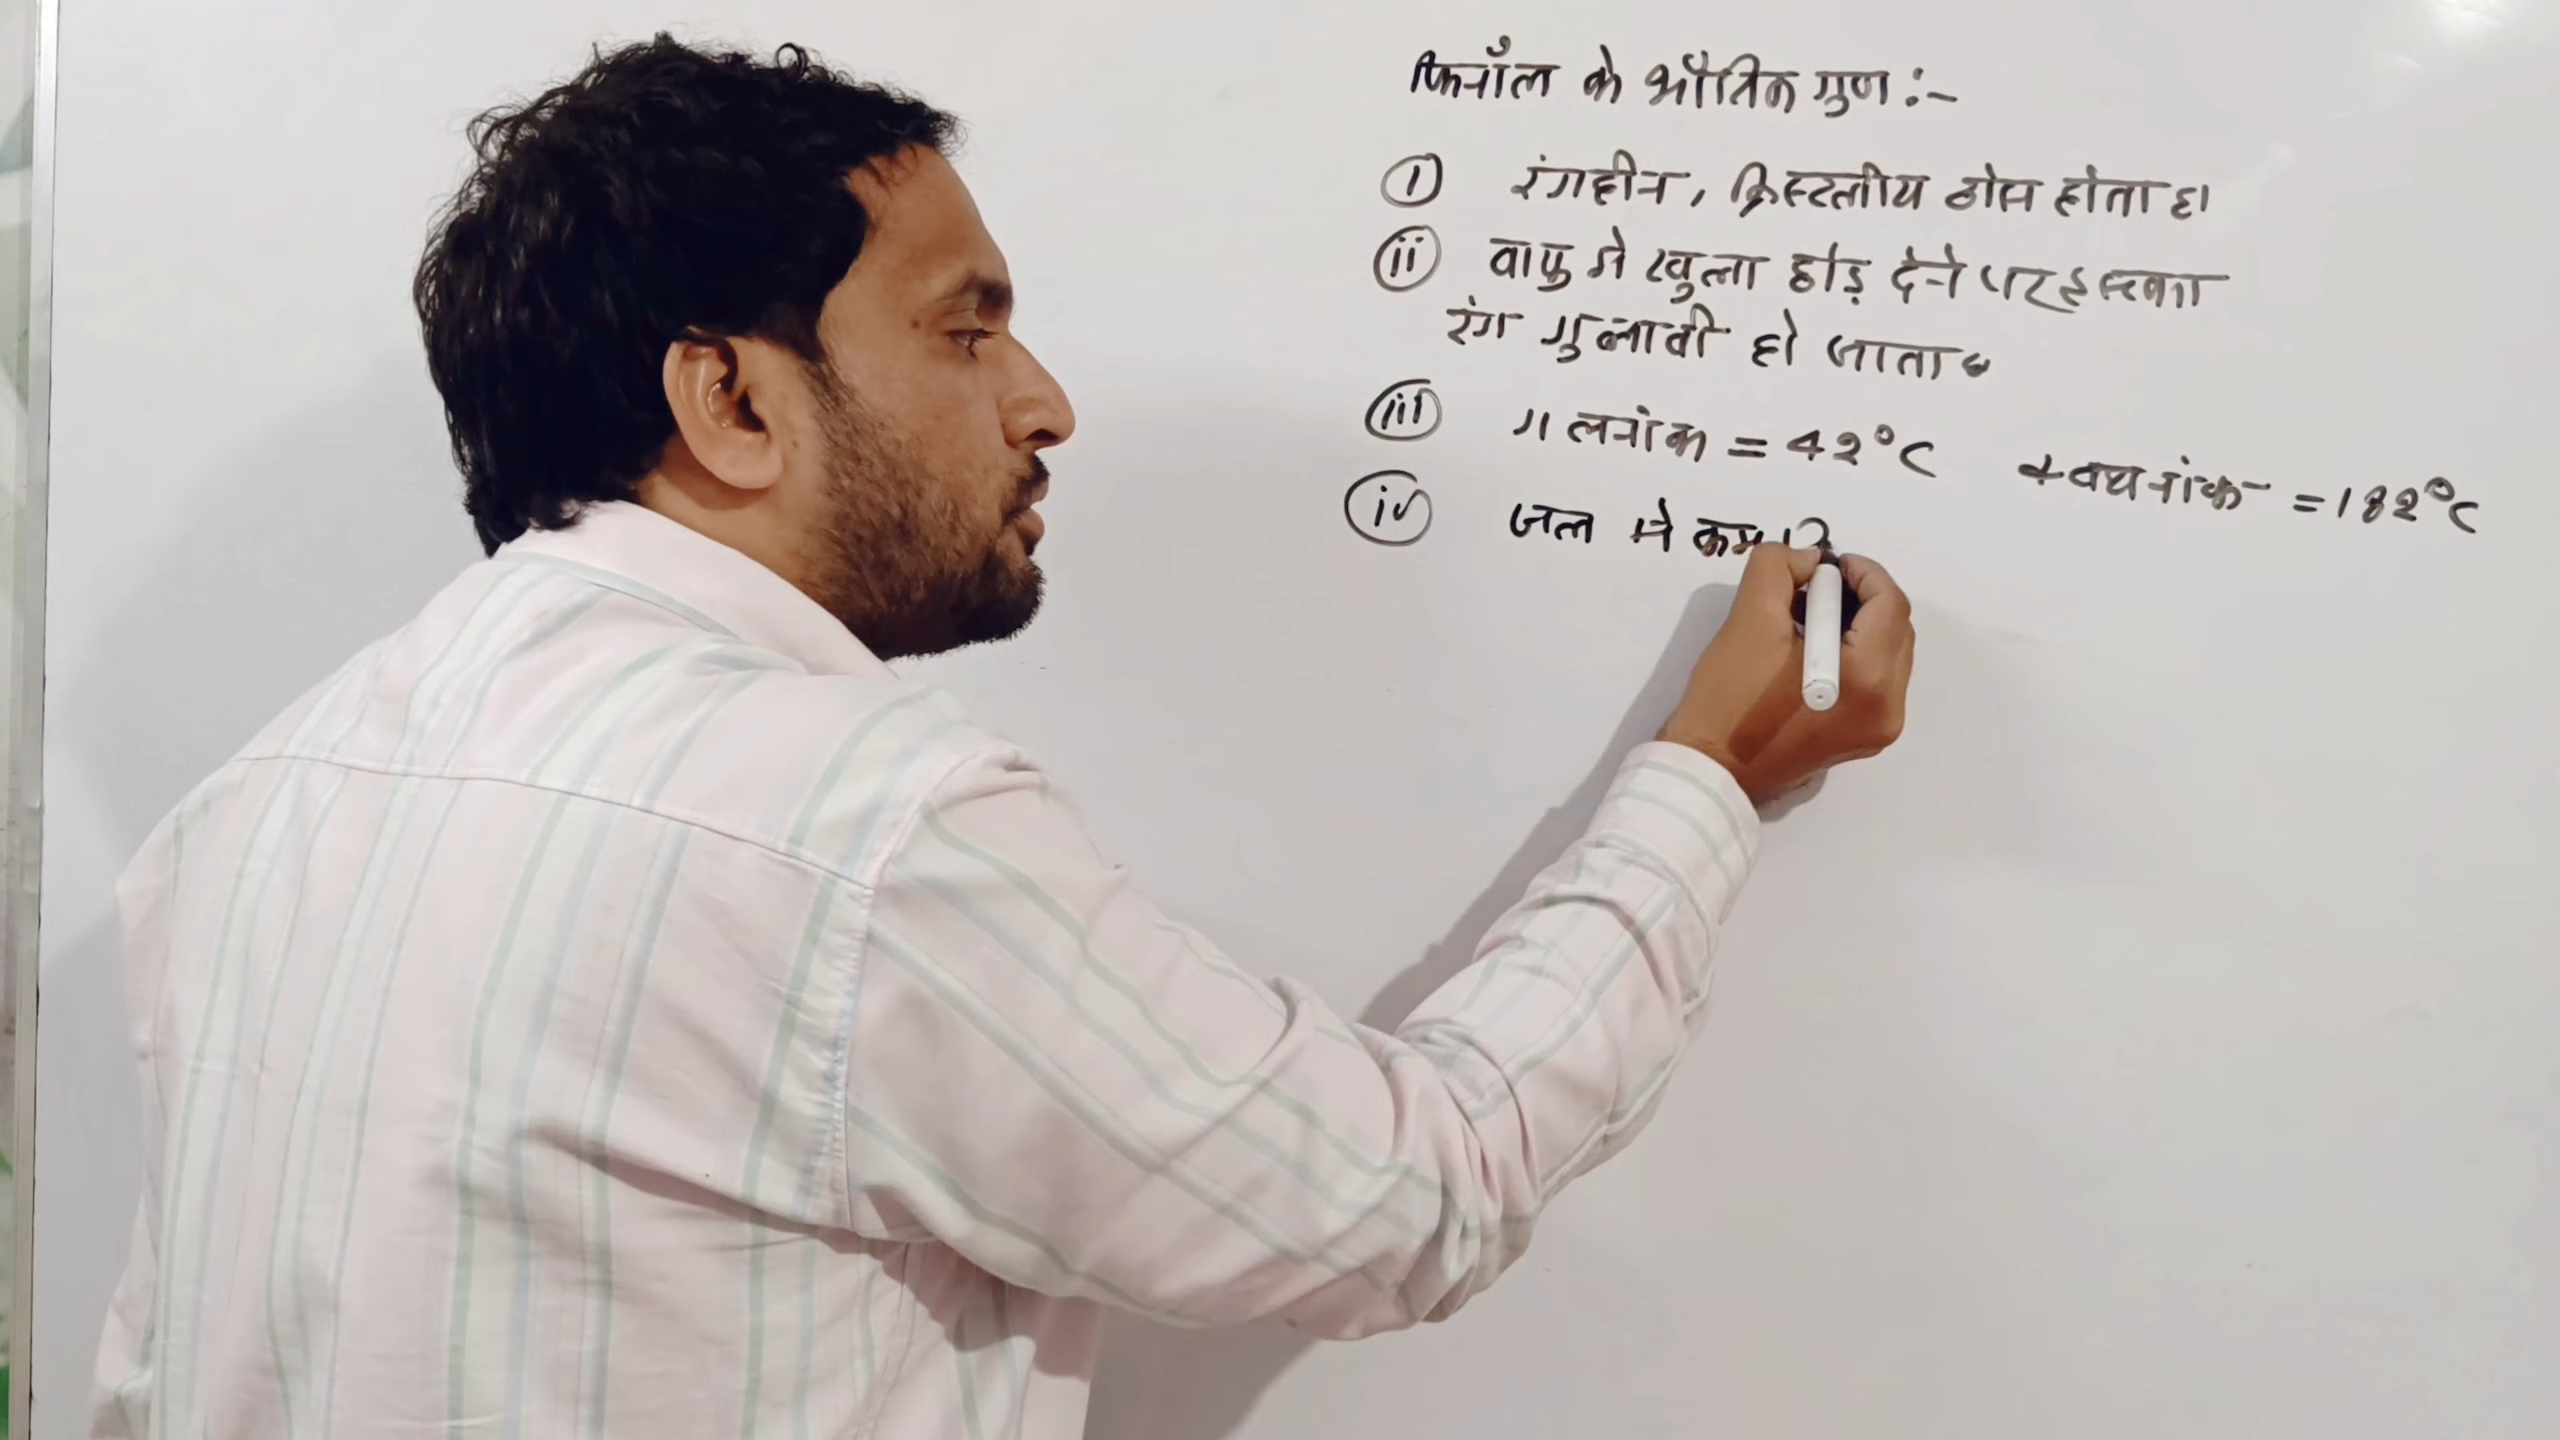 फिनॉल के भौतिक गुण :-
(i) रंगहीन, क्रिस्टलीय ठोस होता है।
(ii) वायु में खुला छोड़ देने पर इसका
रंग गुलाबी हो जाता
(iii) गलनांक = 42°C क्वथनांक = 182°C
(iv) जल में कम